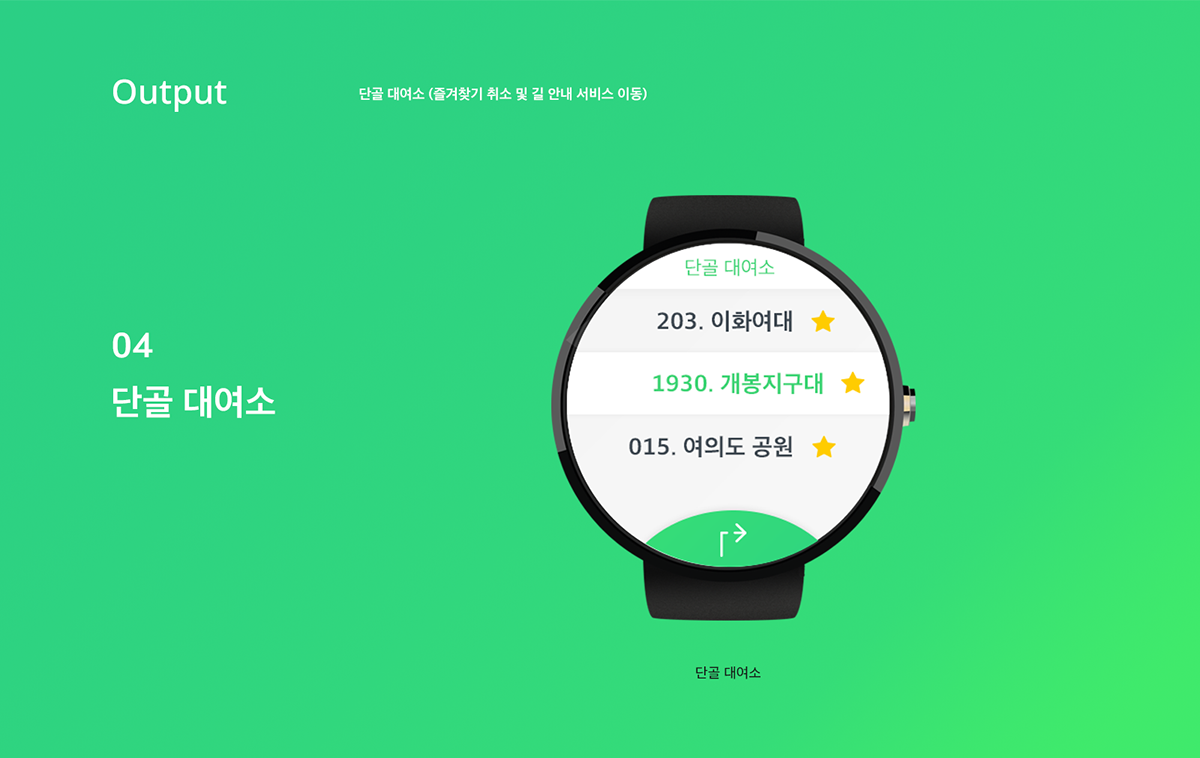 Output
단골 대여소 (즐겨찾기 취소 및 길 안내 서비스 이동)
04
단골 대여소
단골 대여소
203. 이화여대
1930. 개봉지구대
015. 여의도 공원
단골 대여소